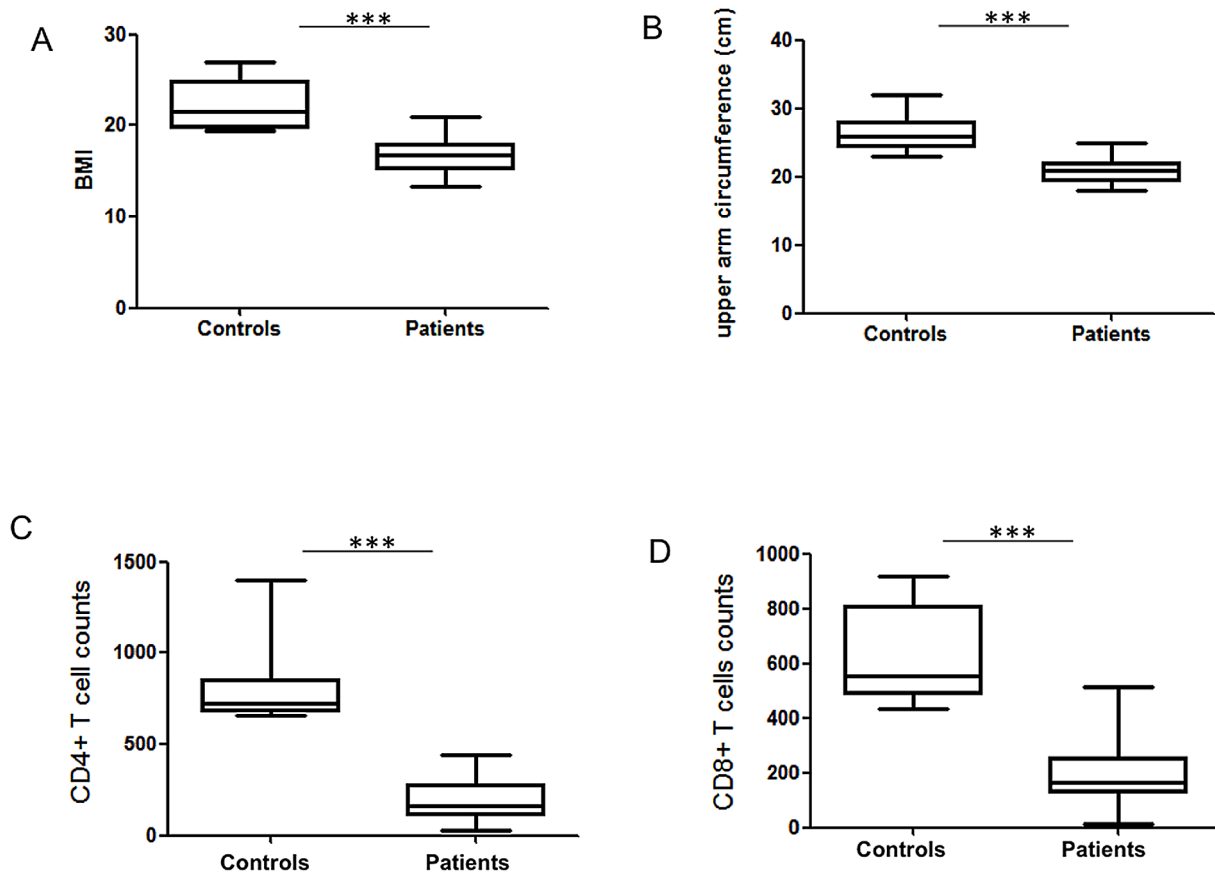 A
***
30
20
10
0
BMI
Controls Patients
B
***
40
30
20
10
0
upper arm circumference (cm)
Controls Patients
C
***
1500
1000
500
0
CD4+ T cell counts
Controls Patients
D
***
1000
800
600
400
200
0
CD8+ T cells counts
Controls Patients